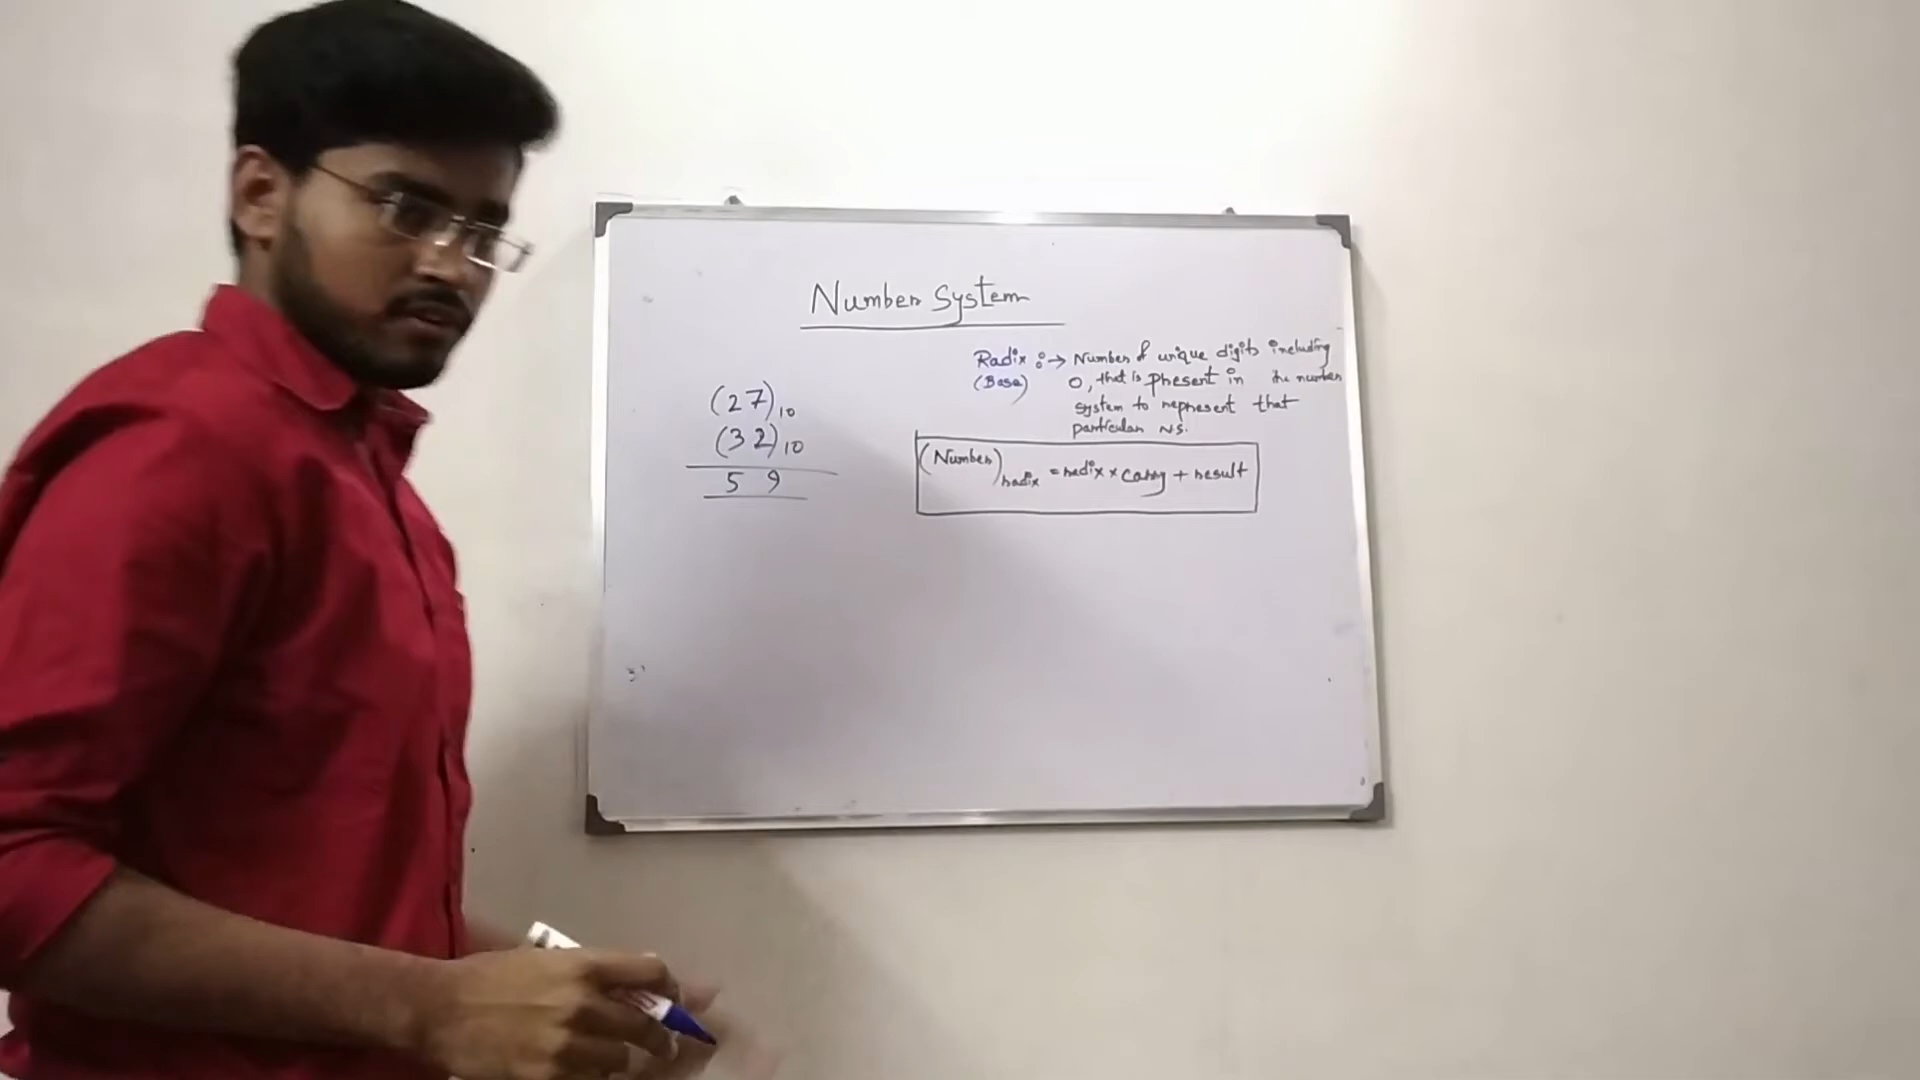 Number System
Radix :→ Number of unique digits including
(Base) 0, that is present in the number
system to represent that
particular N.S.
(27)10
(32)10
5 9
(Number)radix = radix × carry + result